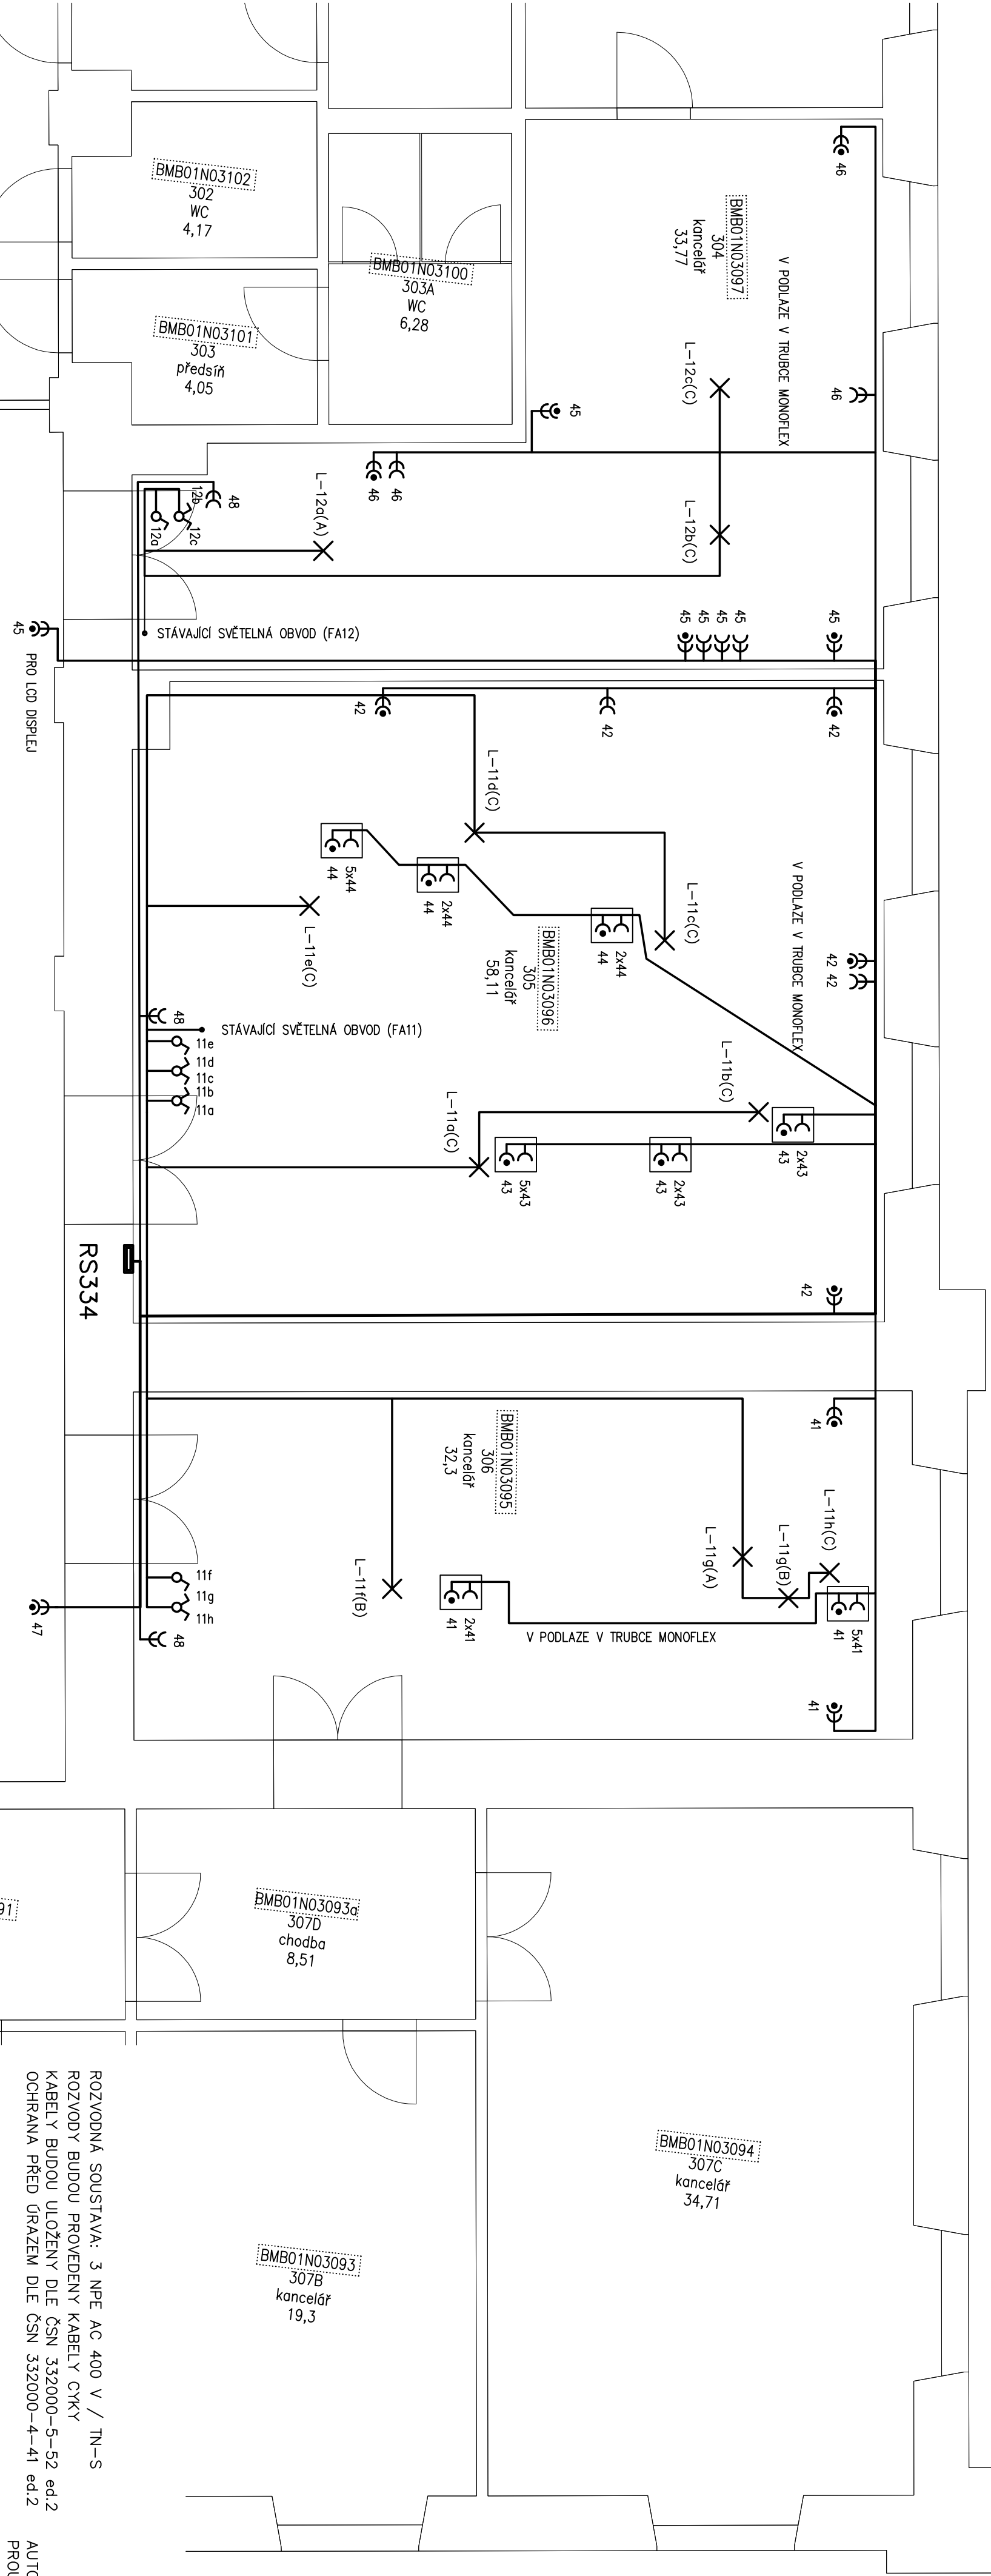 BMB01N03102
302
WC
4,17
BMB01N03101
303
předsíň
4,05
BMB01N03100
303A
WC
6,28
BMB01N03097
304
kancelář
33,77
V PODLAZE V TRUBCE MONOFLEX
46
46
45
46
46
L-12c(C)
L-12b(C)
L-12a(A)
48
12b
12c
12a
STÁVAJÍCÍ SVĚTELNÁ OBVOD (FA12)
45
PRO LCD DISPLEJ
45
45
45
45
45
42
42
42
L-11d(C)
L-11c(C)
5x44
44
2x44
44
2x44
44
BMB01N03096
305
kancelář
58,11
V PODLAZE V TRUBCE MONOFLEX
42
42
L-11e(C)
48
STÁVAJÍCÍ SVĚTELNÁ OBVOD (FA11)
11e
11d
11c
11b
11a
L-11b(C)
L-11a(C)
2x43
43
2x43
43
5x43
43
42
RS334
41
BMB01N03095
306
kancelář
32,3
L-11h(C)
L-11g(B)
L-11g(A)
L-11f(B)
5x41
41
2x41
41
V PODLAZE V TRUBCE MONOFLEX
11f
11g
11h
48
47
41
BMB01N03093a
307D
chodba
8,51
91
BMB01N03094
307C
kancelář
34,71
BMB01N03093
307B
kancelář
19,3
ROZVODNÁ SOUSTAVA: 3 NPE AC 400 V / TN-S
ROZVODY BUDOU PROVEDENY KABELY CYKY
KABELY BUDOU ULOŽENY DLE ČSN 332000-5-52 ed.2
OCHRANA PŘED ÚRAZEM DLE ČSN 332000-4-41 ed.2